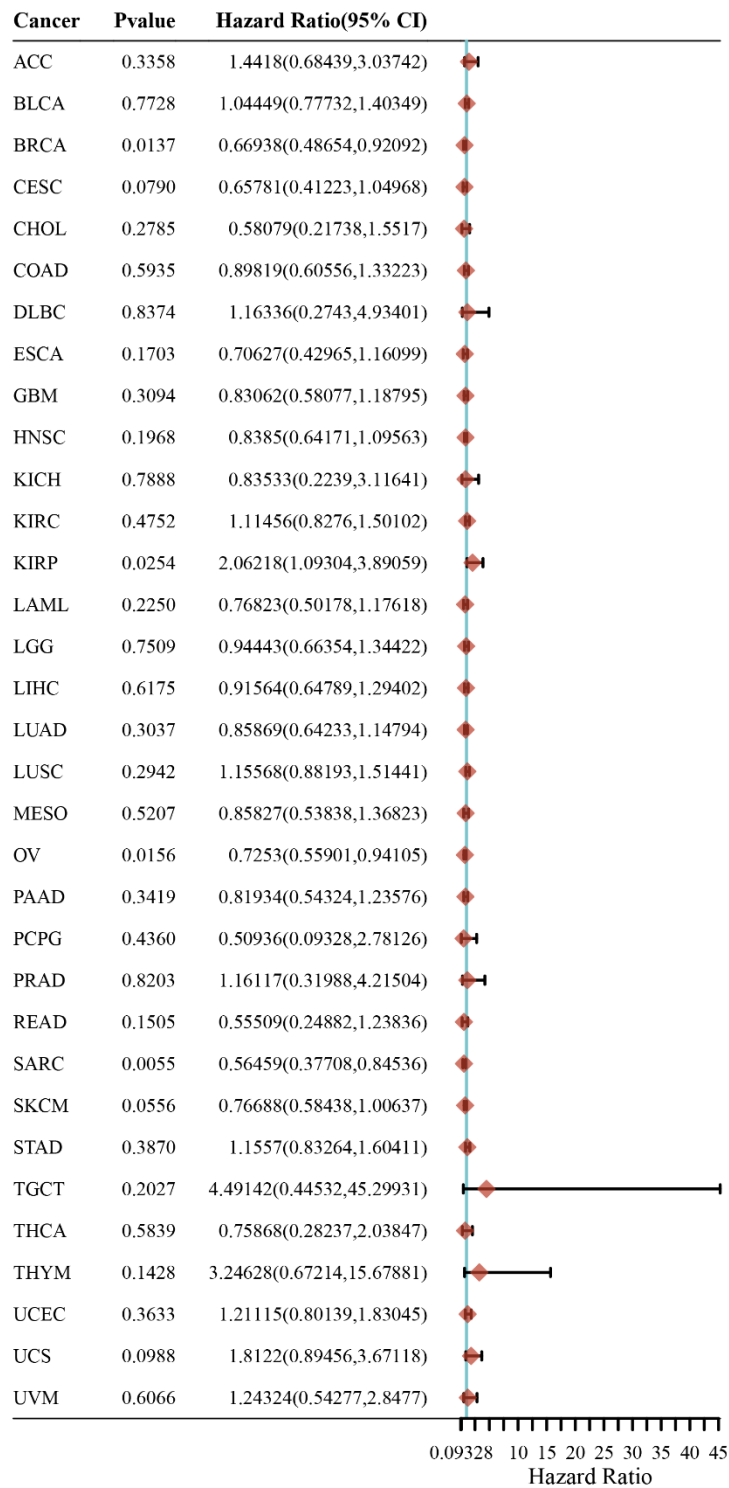 Cancer Pvalue Hazard Ratio(95% CI)
ACC 0.3358 1.4418(0.68439,3.03742)
BLCA 0.7728 1.04449(0.77732,1.40349)
BRCA 0.0137 0.66938(0.48654,0.92092)
CESC 0.0790 0.65781(0.41223,1.04968)
CHOL 0.2785 0.58079(0.21738,1.5517)
COAD 0.5935 0.89819(0.60556,1.33223)
DLBC 0.8374 1.16336(0.2743,4.93401)
ESCA 0.1703 0.70627(0.42965,1.16099)
GBM 0.3094 0.83062(0.58077,1.18795)
HNSC 0.1968 0.8385(0.64171,1.09563)
KICH 0.7888 0.83533(0.2239,3.11641)
KIRC 0.4752 1.11456(0.8276,1.50102)
KIRP 0.0254 2.06218(1.09304,3.89059)
LAML 0.2250 0.76823(0.50178,1.17618)
LGG 0.7509 0.94443(0.66354,1.34422)
LIHC 0.6175 0.91564(0.64789,1.29402)
LUAD 0.3037 0.85869(0.64233,1.14794)
LUSC 0.2942 1.15568(0.88193,1.51441)
MESO 0.5207 0.85827(0.53838,1.36823)
OV 0.0156 0.7253(0.55901,0.94105)
PAAD 0.3419 0.81934(0.54324,1.23576)
PCPG 0.4360 0.50936(0.09328,2.78126)
PRAD 0.8203 1.16117(0.31988,4.21504)
READ 0.1505 0.55509(0.24882,1.23836)
SARC 0.0055 0.56459(0.37708,0.84536)
SKCM 0.0556 0.76688(0.58438,1.00637)
STAD 0.3870 1.1557(0.83264,1.60411)
TGCT 0.2027 4.49142(0.44532,45.29931)
THCA 0.5839 0.75868(0.28237,2.03847)
THYM 0.1428 3.24628(0.67214,15.67881)
UCEC 0.3633 1.21115(0.80139,1.83045)
UCS 0.0988 1.8122(0.89456,3.67118)
UVM 0.6066 1.24324(0.54277,2.8477)
0.09328 10 15 20 25 30 35 40 45
Hazard Ratio